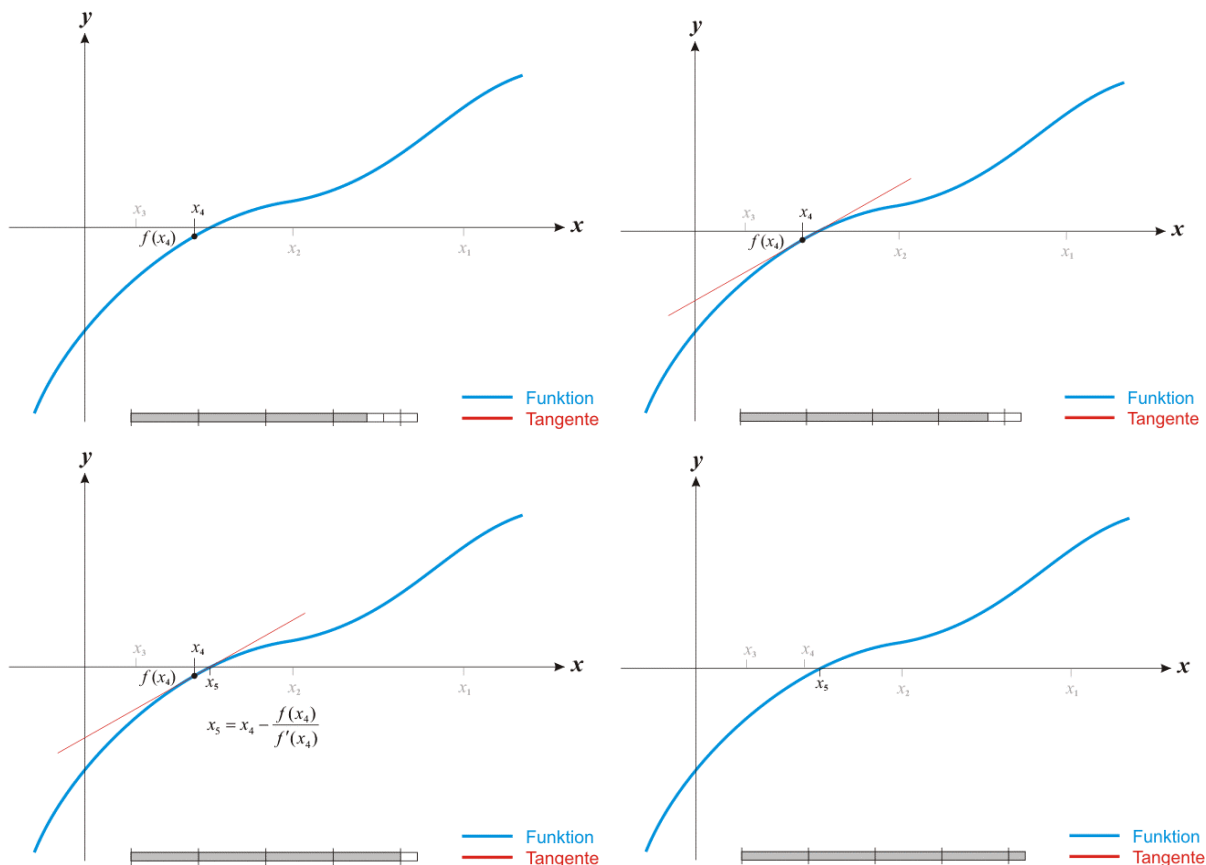 y
x₃ x₄
f(x₄) x
x₂ x₁
Funktion
Tangente
y
x₃ x₄
f(x₄) x
x₂ x₁
Funktion
Tangente
y
x₃ x₄
f(x₄) x
x₅ x₂ x₁
x₅ = x₄ − f(x₄)/f′(x₄)
Funktion
Tangente
y
x₃ x₄
x
x₅ x₂ x₁
Funktion
Tangente